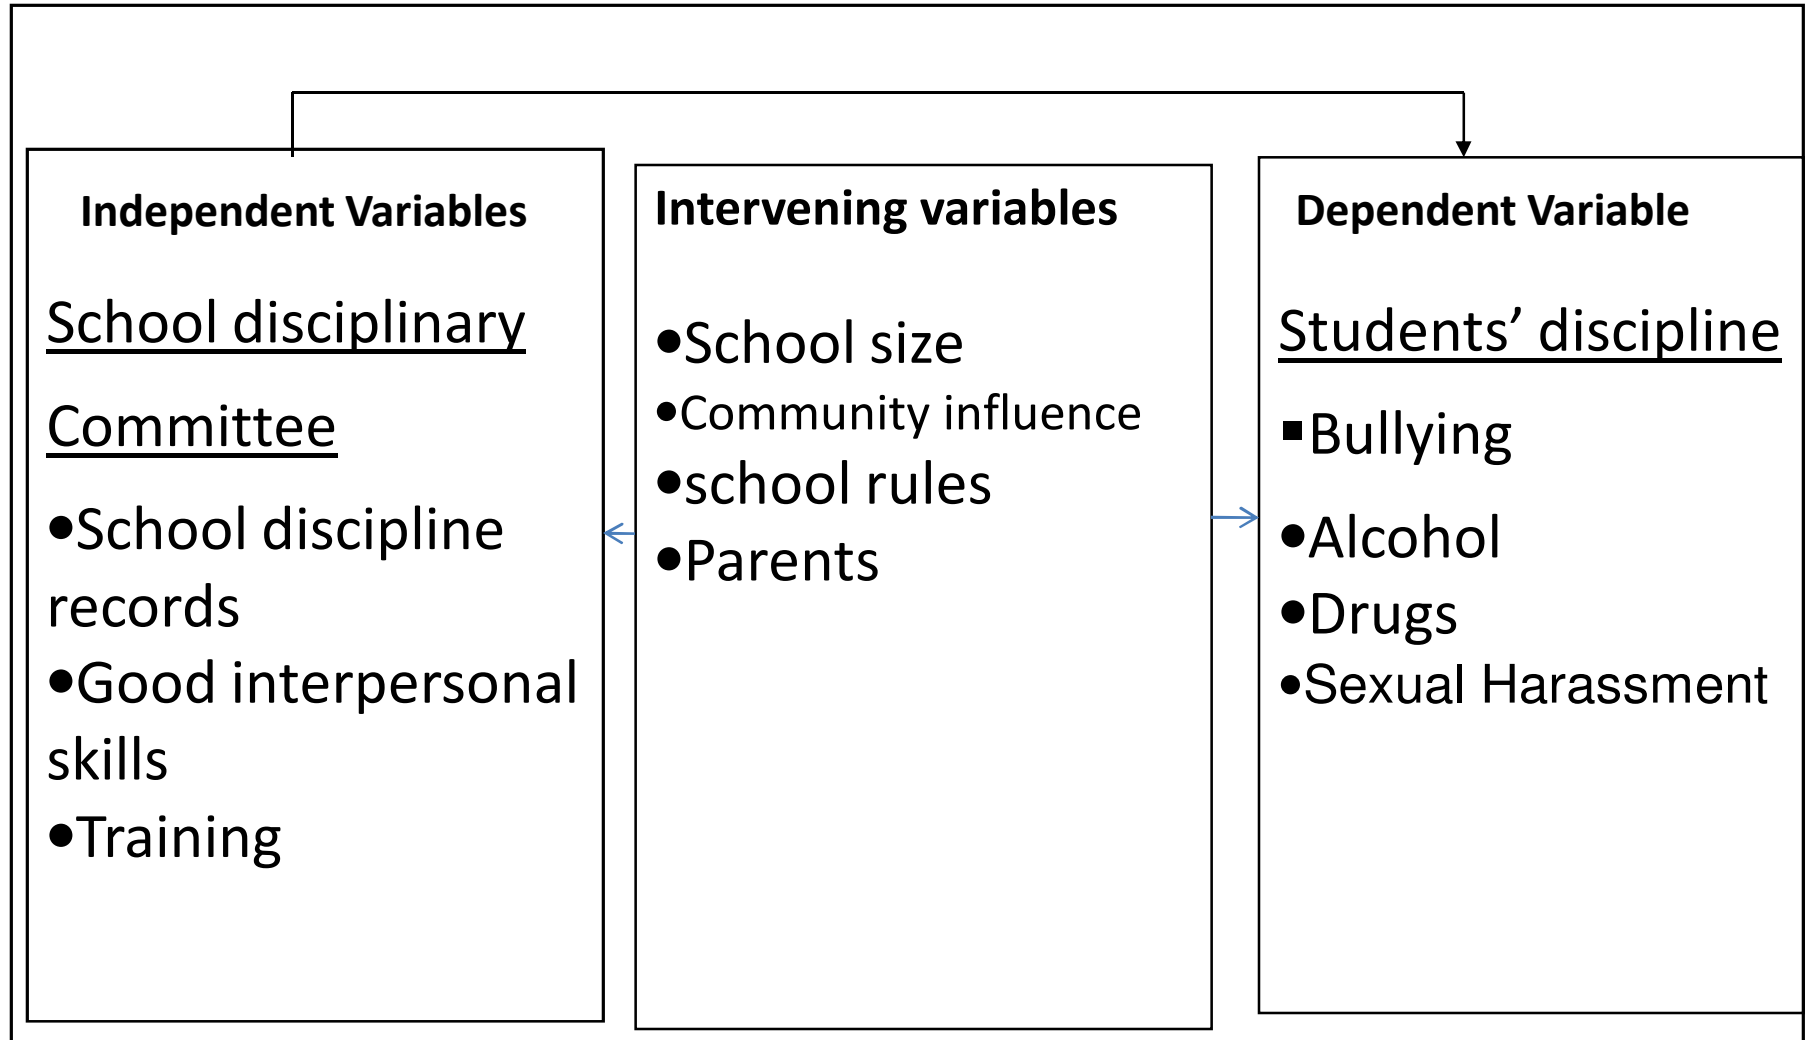 Independent Variables
School disciplinary
Committee
•School discipline
records
•Good interpersonal
skills
•Training
Intervening variables
•School size
•Community influence
•school rules
•Parents
Dependent Variable
Students’ discipline
▪Bullying
•Alcohol
•Drugs
•Sexual Harassment